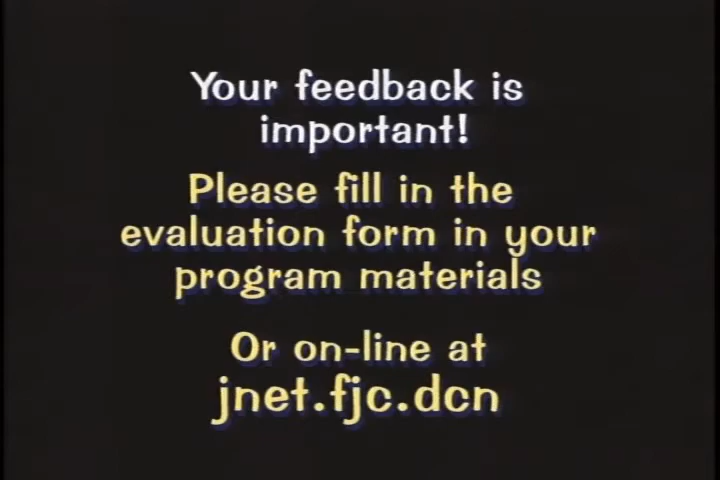 Your feedback is
important!
Please fill in the
evaluation form in your
program materials
Or on-line at
jnet.fjc.dcn